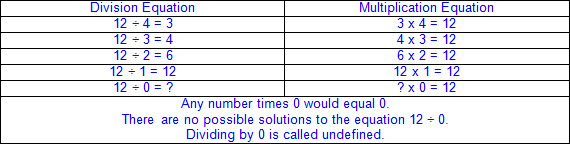 Division Equation Multiplication Equation
12 ÷ 4 = 3 3 x 4 = 12
12 ÷ 3 = 4 4 x 3 = 12
12 ÷ 2 = 6 6 x 2 = 12
12 ÷ 1 = 12 12 x 1 = 12
12 ÷ 0 = ? ? x 0 = 12
Any number times 0 would equal 0.
There are no possible solutions to the equation 12 ÷ 0.
Dividing by 0 is called undefined.